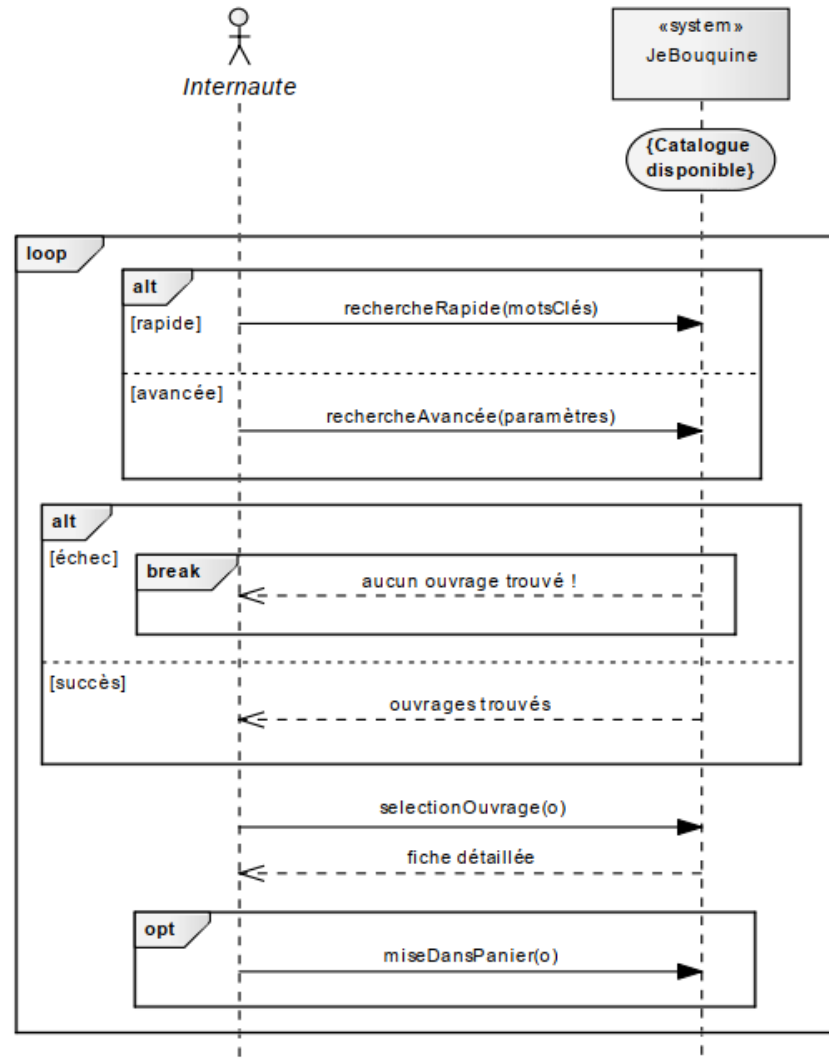 «system»
JeBouquine
Internaute
{Catalogue
disponible}
loop
alt
[rapide]
rechercheRapide(motsClés)
[avancée]
rechercheAvancée(paramètres)
alt
[échec]
break
aucun ouvrage trouvé !
[succès]
ouvrages trouvés
selectionOuvrage(o)
fiche détaillée
opt
miseDansPanier(o)